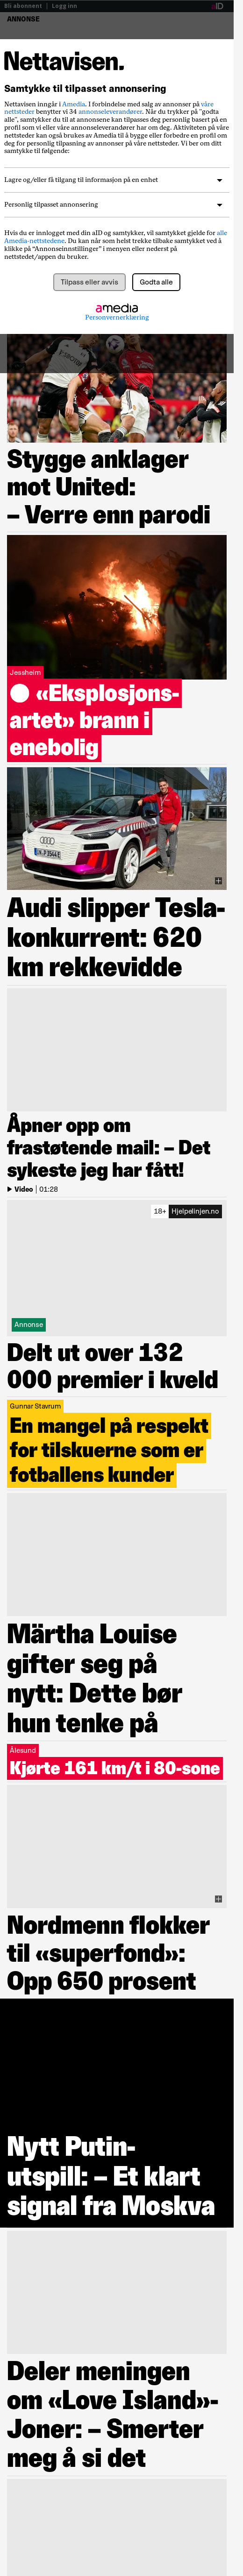 Bli abonnent | Logg inn
aID
ANNONSE
Nettavisen.
Samtykke til tilpasset annonsering
Nettavisen inngår i Amedia. I forbindelse med salg av annonser på våre
nettsteder benytter vi 34 annonseleverandører. Når du trykker på “godta
alle”, samtykker du til at annonsene kan tilpasses deg personlig basert på en
profil som vi eller våre annonseleverandører har om deg. Aktivitetsdata på våre
nettsteder kan også brukes av Amedia til å bygge eller forbedre en profil om
deg for personlig tilpasning av annonser på våre nettsteder. Vi ber om ditt
samtykke til følgende:
Lagre og/eller få tilgang til informasjon på en enhet
Personlig tilpasset annonsering
Hvis du er innlogget med din aID og samtykker, vil samtykket gjelde for alle
Amedia-nettstedene. Du kan når som helst trekke tilbake samtykket ved å
klikke på “Annonseinnstillinger” i menyen eller nederst på
nettstedet/appen du bruker.
Tilpass eller avvis
Godta alle
amedia
Personvernerklæring
Stygge anklager
mot United:
– Verre enn parodi
Jessheim
«Eksplosjons-
artet» brann i
enebolig
Audi slipper Tesla-
konkurrent: 620
km rekkevidde
Åpner opp om
frastøtende mail: – Det
sykeste jeg har fått!
Video | 01:28
18+ Hjelpelinjen.no
Annonse
Delt ut over 132
000 premier i kveld
Gunnar Stavrum
En mangel på respekt
for tilskuerne som er
fotballens kunder
Märtha Louise
gifter seg på
nytt: Dette bør
hun tenke på
Ålesund
Kjørte 161 km/t i 80-sone
Nordmenn flokker
til «superfond»:
Opp 650 prosent
Nytt Putin-
utspill: – Et klart
signal fra Moskva
Deler meningen
om «Love Island»-
Joner: – Smerter
meg å si det